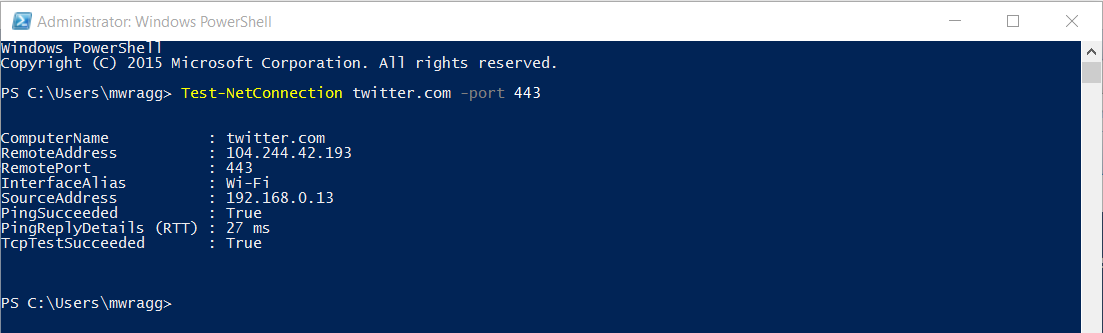 Administrator: Windows PowerShell
Windows PowerShell
Copyright (C) 2015 Microsoft Corporation. All rights reserved.
PS C:\Users\mwragg> Test-NetConnection twitter.com -port 443
ComputerName : twitter.com
RemoteAddress : 104.244.42.193
RemotePort : 443
InterfaceAlias : Wi-Fi
SourceAddress : 192.168.0.13
PingSucceeded : True
PingReplyDetails (RTT) : 27 ms
TcpTestSucceeded : True
PS C:\Users\mwragg>